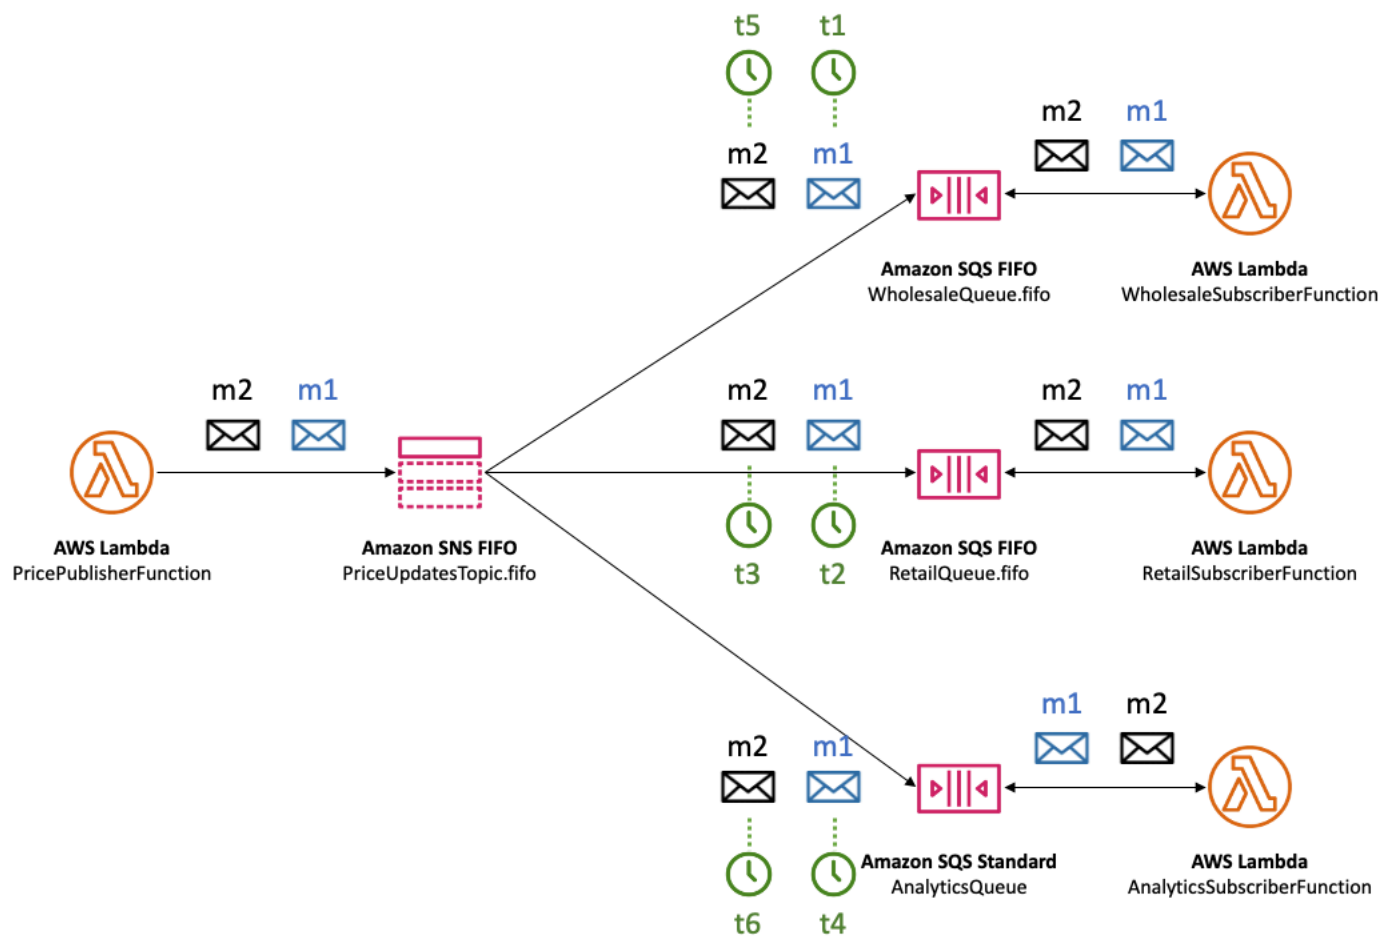 t5 t1
m2 m1
m2 m1
Amazon SQS FIFO
WholesaleQueue.fifo
AWS Lambda
WholesaleSubscriberFunction
m2 m1
m2 m1
m2 m1
AWS Lambda
PricePublisherFunction
Amazon SNS FIFO
PriceUpdatesTopic.fifo
t3 t2
Amazon SQS FIFO
RetailQueue.fifo
AWS Lambda
RetailSubscriberFunction
m1 m2
m2 m1
Amazon SQS Standard
AnalyticsQueue
AWS Lambda
AnalyticsSubscriberFunction
t6 t4